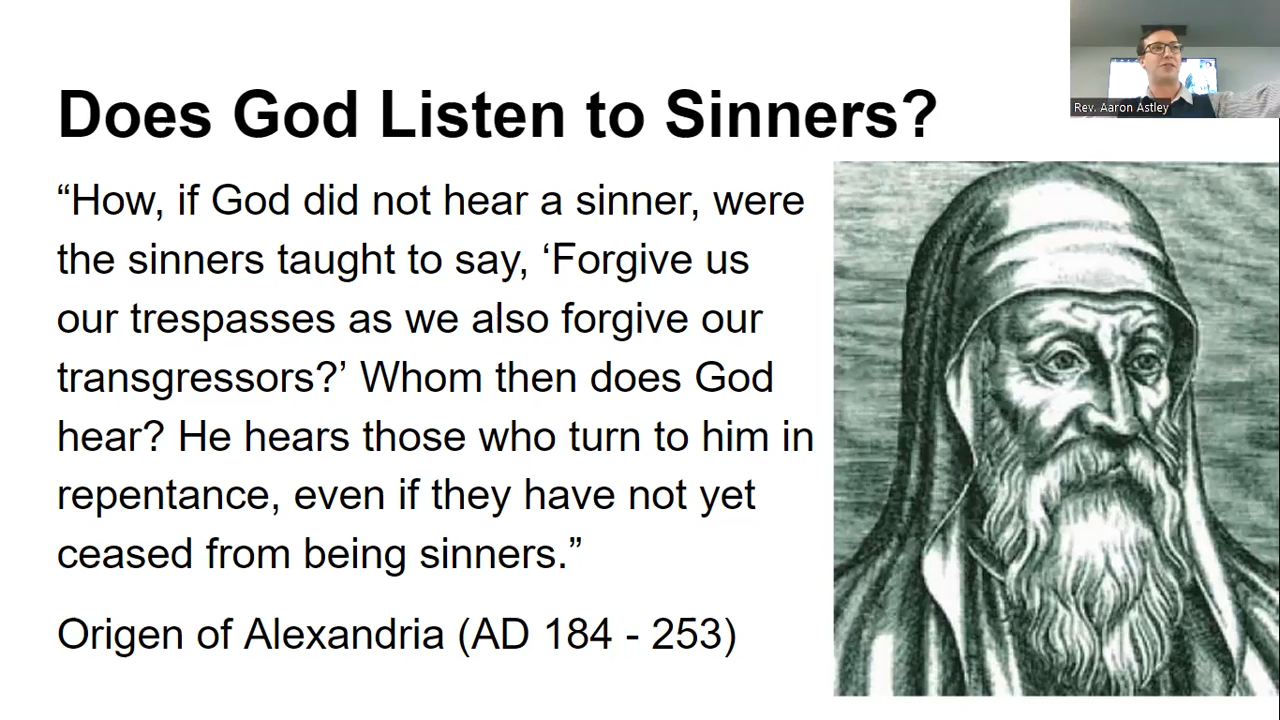 Rev. Aaron Astley
Does God Listen to Sinners?
“How, if God did not hear a sinner, were
the sinners taught to say, ‘Forgive us
our trespasses as we also forgive our
transgressors?’ Whom then does God
hear? He hears those who turn to him in
repentance, even if they have not yet
ceased from being sinners.”
Origen of Alexandria (AD 184 - 253)